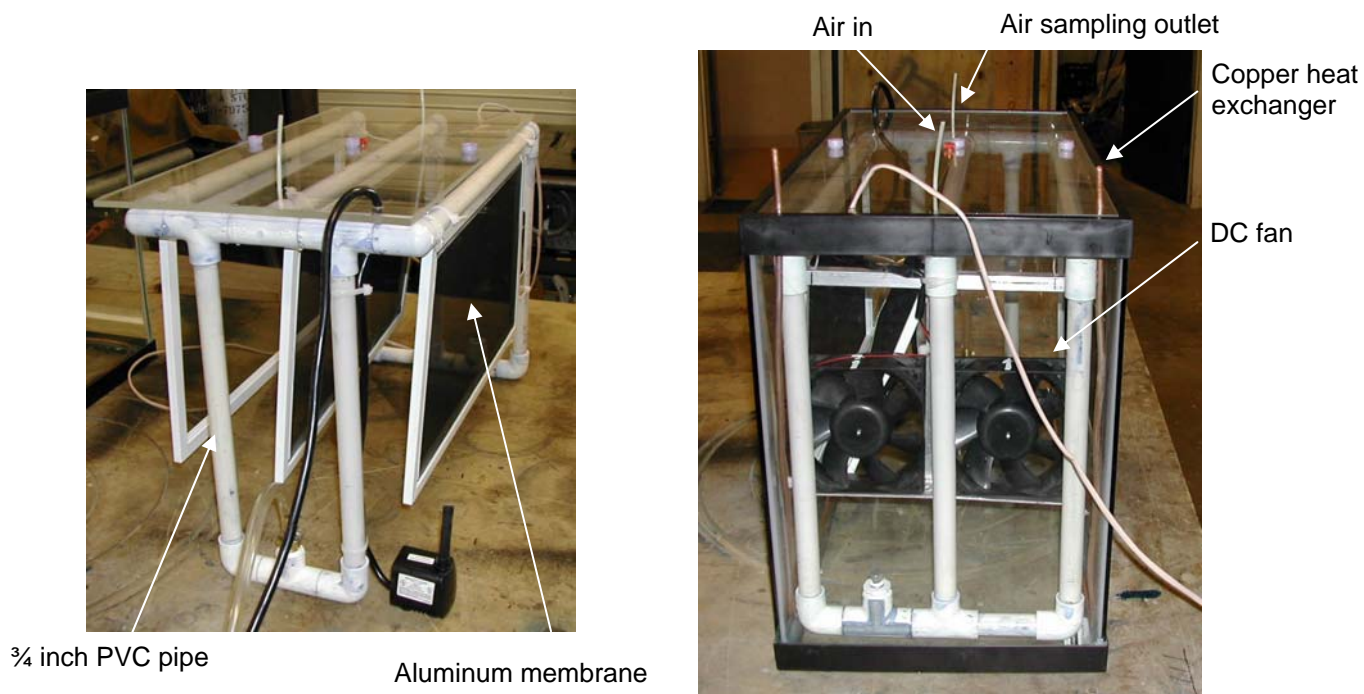 Air in
Air sampling outlet
Copper heat
exchanger
DC fan
¾ inch PVC pipe
Aluminum membrane